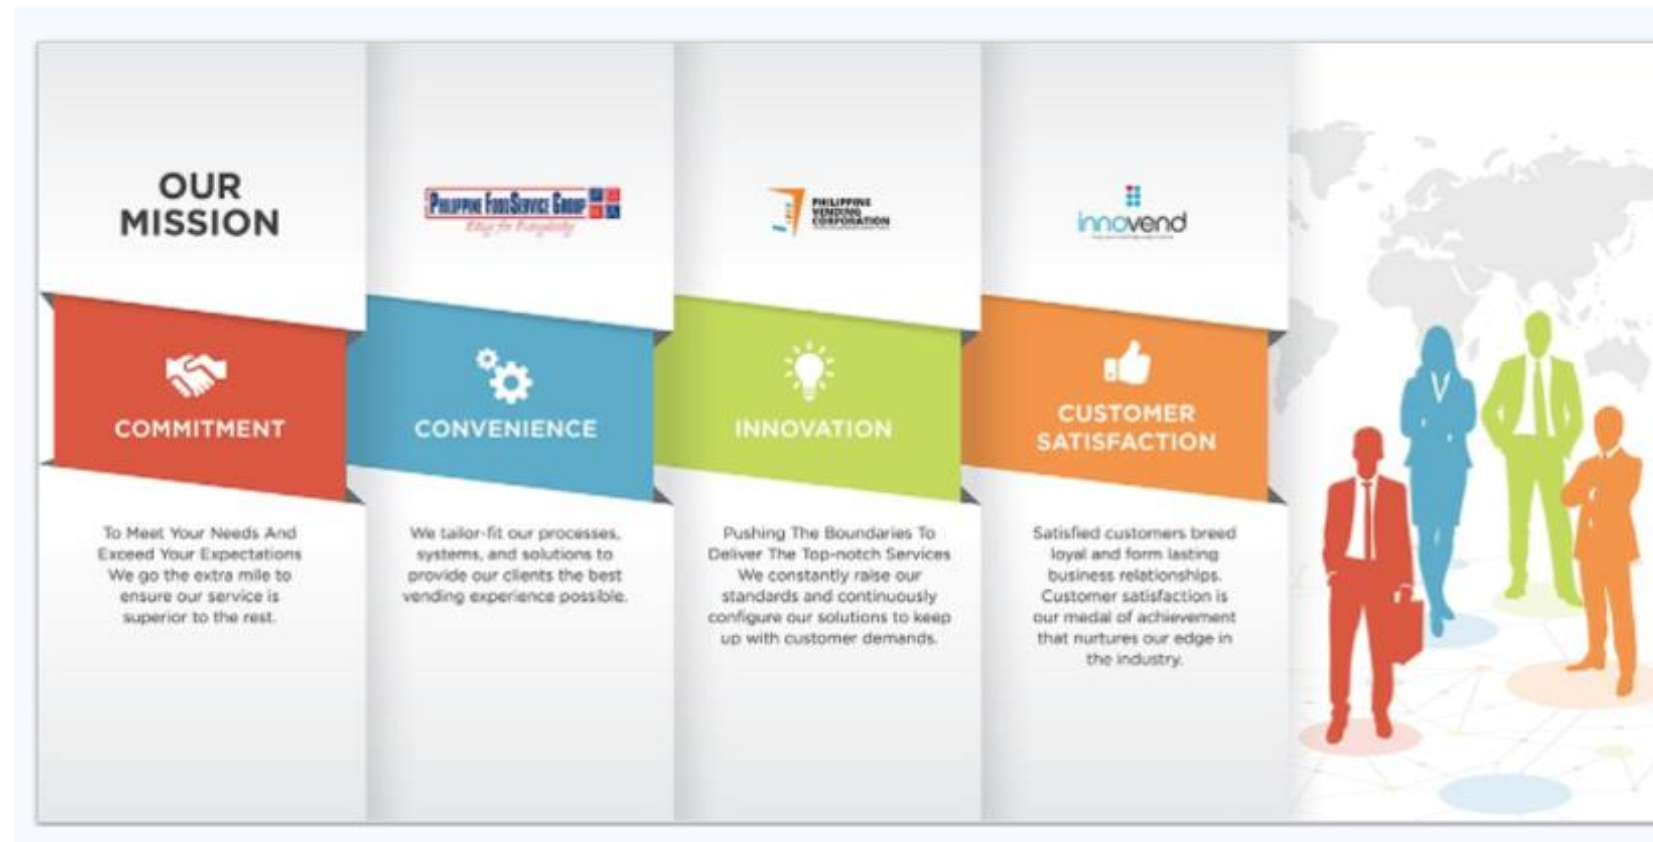 OUR
MISSION
COMMITMENT
To Meet Your Needs And
Exceed Your Expectations
We go the extra mile to
ensure our service is
superior to the rest.
PHILIPPINE FOODSERVICE GROUP
CONVENIENCE
We tailor-fit our processes,
systems, and solutions to
provide our clients the best
vending experience possible.
PHILIPPINE
VENDING
CORPORATION
INNOVATION
Pushing The Boundaries To
Deliver The Top-notch Services
We constantly raise our
standards and continuously
configure our solutions to keep
up with customer demands.
innovend
CUSTOMER
SATISFACTION
Satisfied customers breed
loyal and form lasting
business relationships.
Customer satisfaction is
our medal of achievement
that nurtures our edge in
the industry.